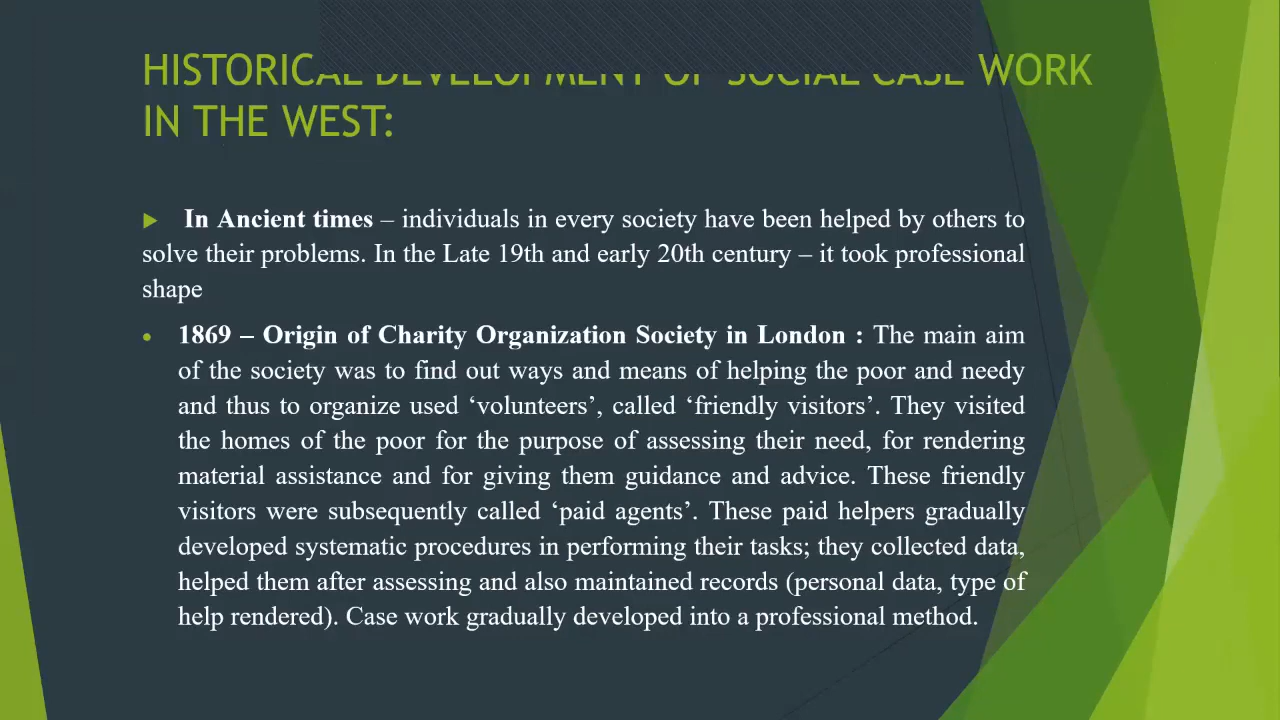 HISTORICAL DEVELOPMENT OF SOCIAL CASE WORK
IN THE WEST:
In Ancient times – individuals in every society have been helped by others to
solve their problems. In the Late 19th and early 20th century – it took professional
shape
1869 – Origin of Charity Organization Society in London : The main aim
of the society was to find out ways and means of helping the poor and needy
and thus to organize used ‘volunteers’, called ‘friendly visitors’. They visited
the homes of the poor for the purpose of assessing their need, for rendering
material assistance and for giving them guidance and advice. These friendly
visitors were subsequently called ‘paid agents’. These paid helpers gradually
developed systematic procedures in performing their tasks; they collected data,
helped them after assessing and also maintained records (personal data, type of
help rendered). Case work gradually developed into a professional method.